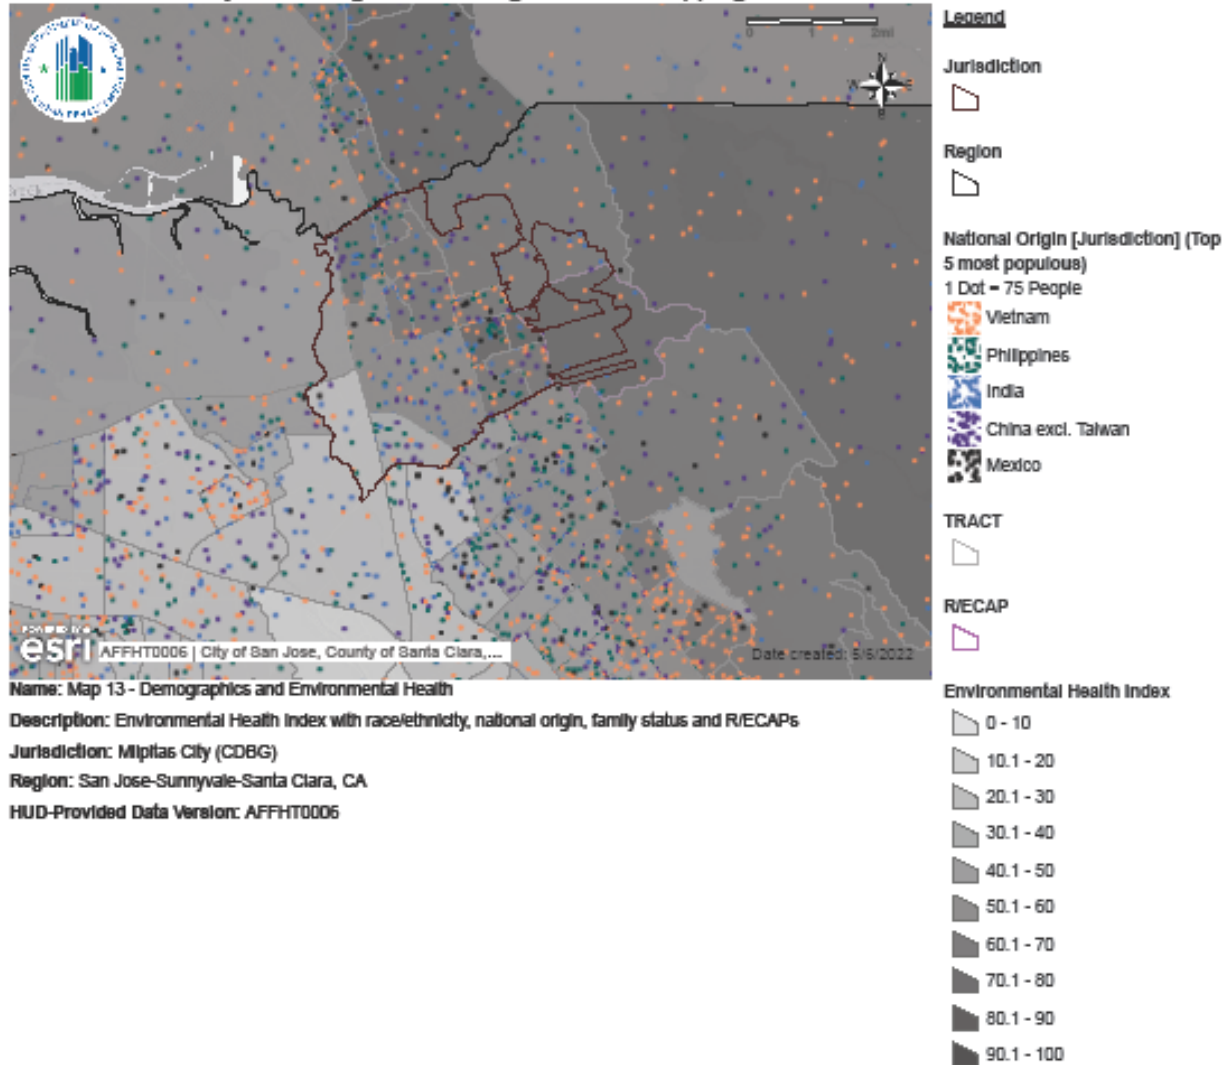 0 1 2mi
N
Legend
Jurisdiction
Region
National Origin [Jurisdiction] (Top
5 most populous)
1 Dot = 75 People
Vietnam
Philippines
India
China excl. Taiwan
Mexico
TRACT
R/ECAP
Environmental Health Index
0 - 10
10.1 - 20
20.1 - 30
30.1 - 40
40.1 - 50
50.1 - 60
60.1 - 70
70.1 - 80
80.1 - 90
90.1 - 100
POWERED BY
esri
AFFHT0006 | City of San Jose, County of Santa Clara,...
Date created: 5/6/2022
Name: Map 13 - Demographics and Environmental Health
Description: Environmental Health Index with race/ethnicity, national origin, family status and R/ECAPs
Jurisdiction: Milpitas City (CDBG)
Region: San Jose-Sunnyvale-Santa Clara, CA
HUD-Provided Data Version: AFFHT0006